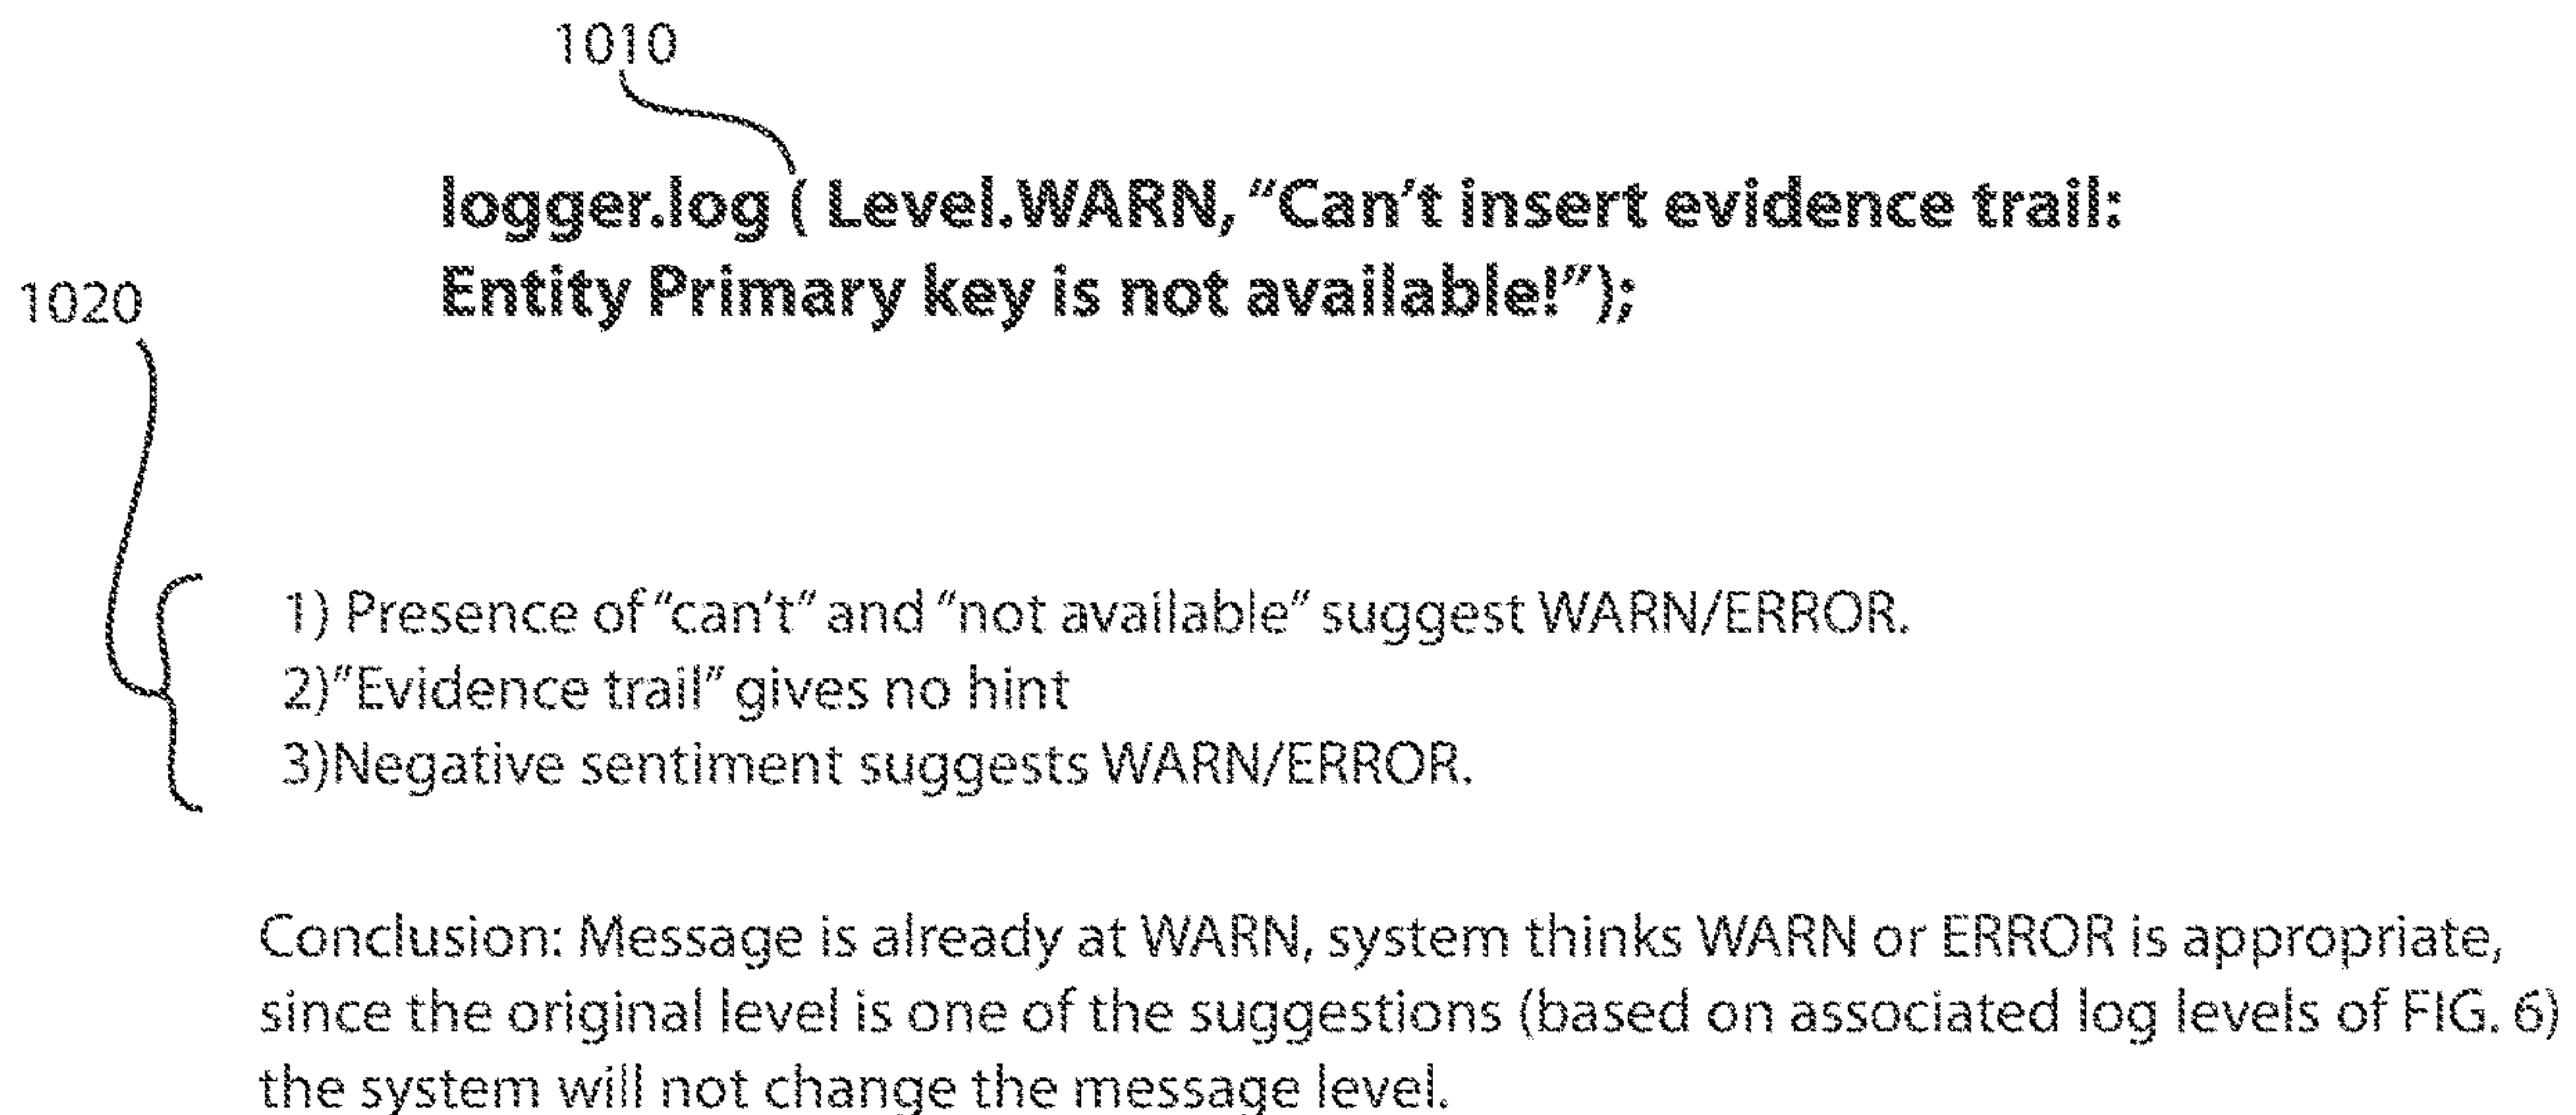 1010
logger.log ( Level.WARN, “Can’t insert evidence trail:
Entity Primary key is not available!”);
1020
1) Presence of “can’t” and “not available” suggest WARN/ERROR.
2)”Evidence trail” gives no hint
3)Negative sentiment suggests WARN/ERROR.
Conclusion: Message is already at WARN, system thinks WARN or ERROR is appropriate,
since the original level is one of the suggestions (based on associated log levels of FIG. 6)
the system will not change the message level.